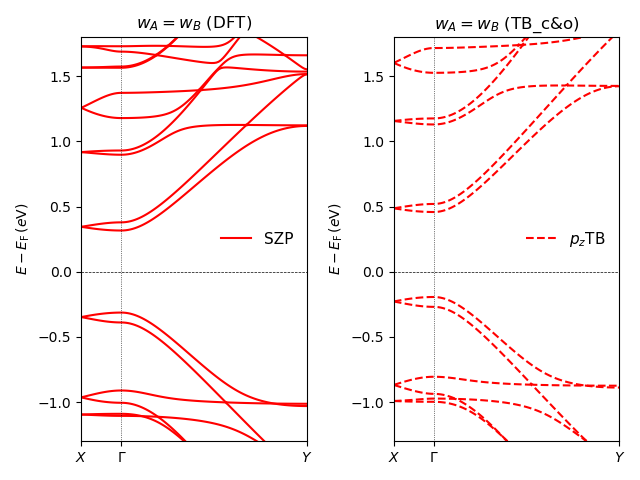 w_A = w_B (DFT)
E − E_F (eV)
1.5
1.0
0.5
0.0
−0.5
−1.0
SZP
X
Γ
Y
w_A = w_B (TB_c&o)
E − E_F (eV)
1.5
1.0
0.5
0.0
−0.5
−1.0
p_zTB
X
Γ
Y